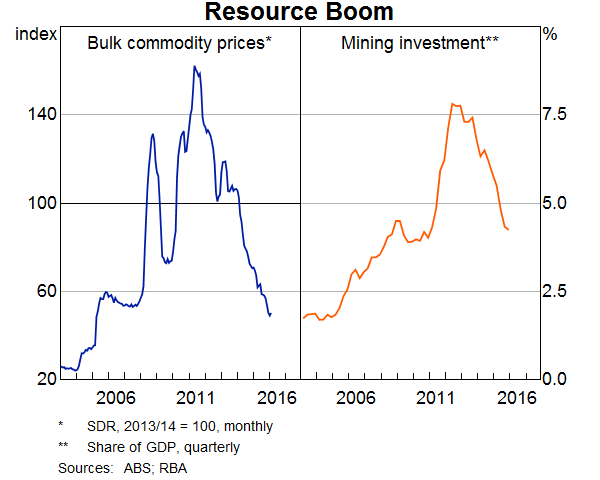 Resource Boom
index
Bulk commodity prices*
Mining investment**
%
140
7.5
100
5.0
60
2.5
20
0.0
2006
2011
2016
2006
2011
2016
* SDR, 2013/14 = 100, monthly
** Share of GDP, quarterly
Sources: ABS; RBA